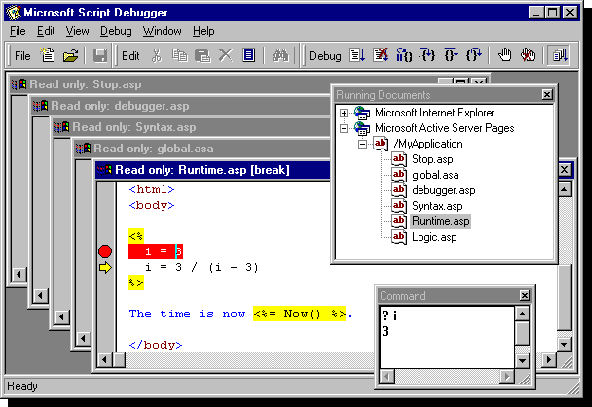 Microsoft Script Debugger
File Edit View Debug Window Help
File Edit Debug
Read only: Stop.asp
Read only: debugger.asp
Read only: Syntax.asp
Read only: global.asa
Read only: Runtime.asp [break]
<html>
<body>
<%
i = 3
i = 3 / (i - 3)
%>
The time is now <%= Now() %>.
</body>
Running Documents
Microsoft Internet Explorer
Microsoft Active Server Pages
/MyApplication
Stop.asp
global.asa
debugger.asp
Syntax.asp
Runtime.asp
Logic.asp
Command
? i
3
Ready